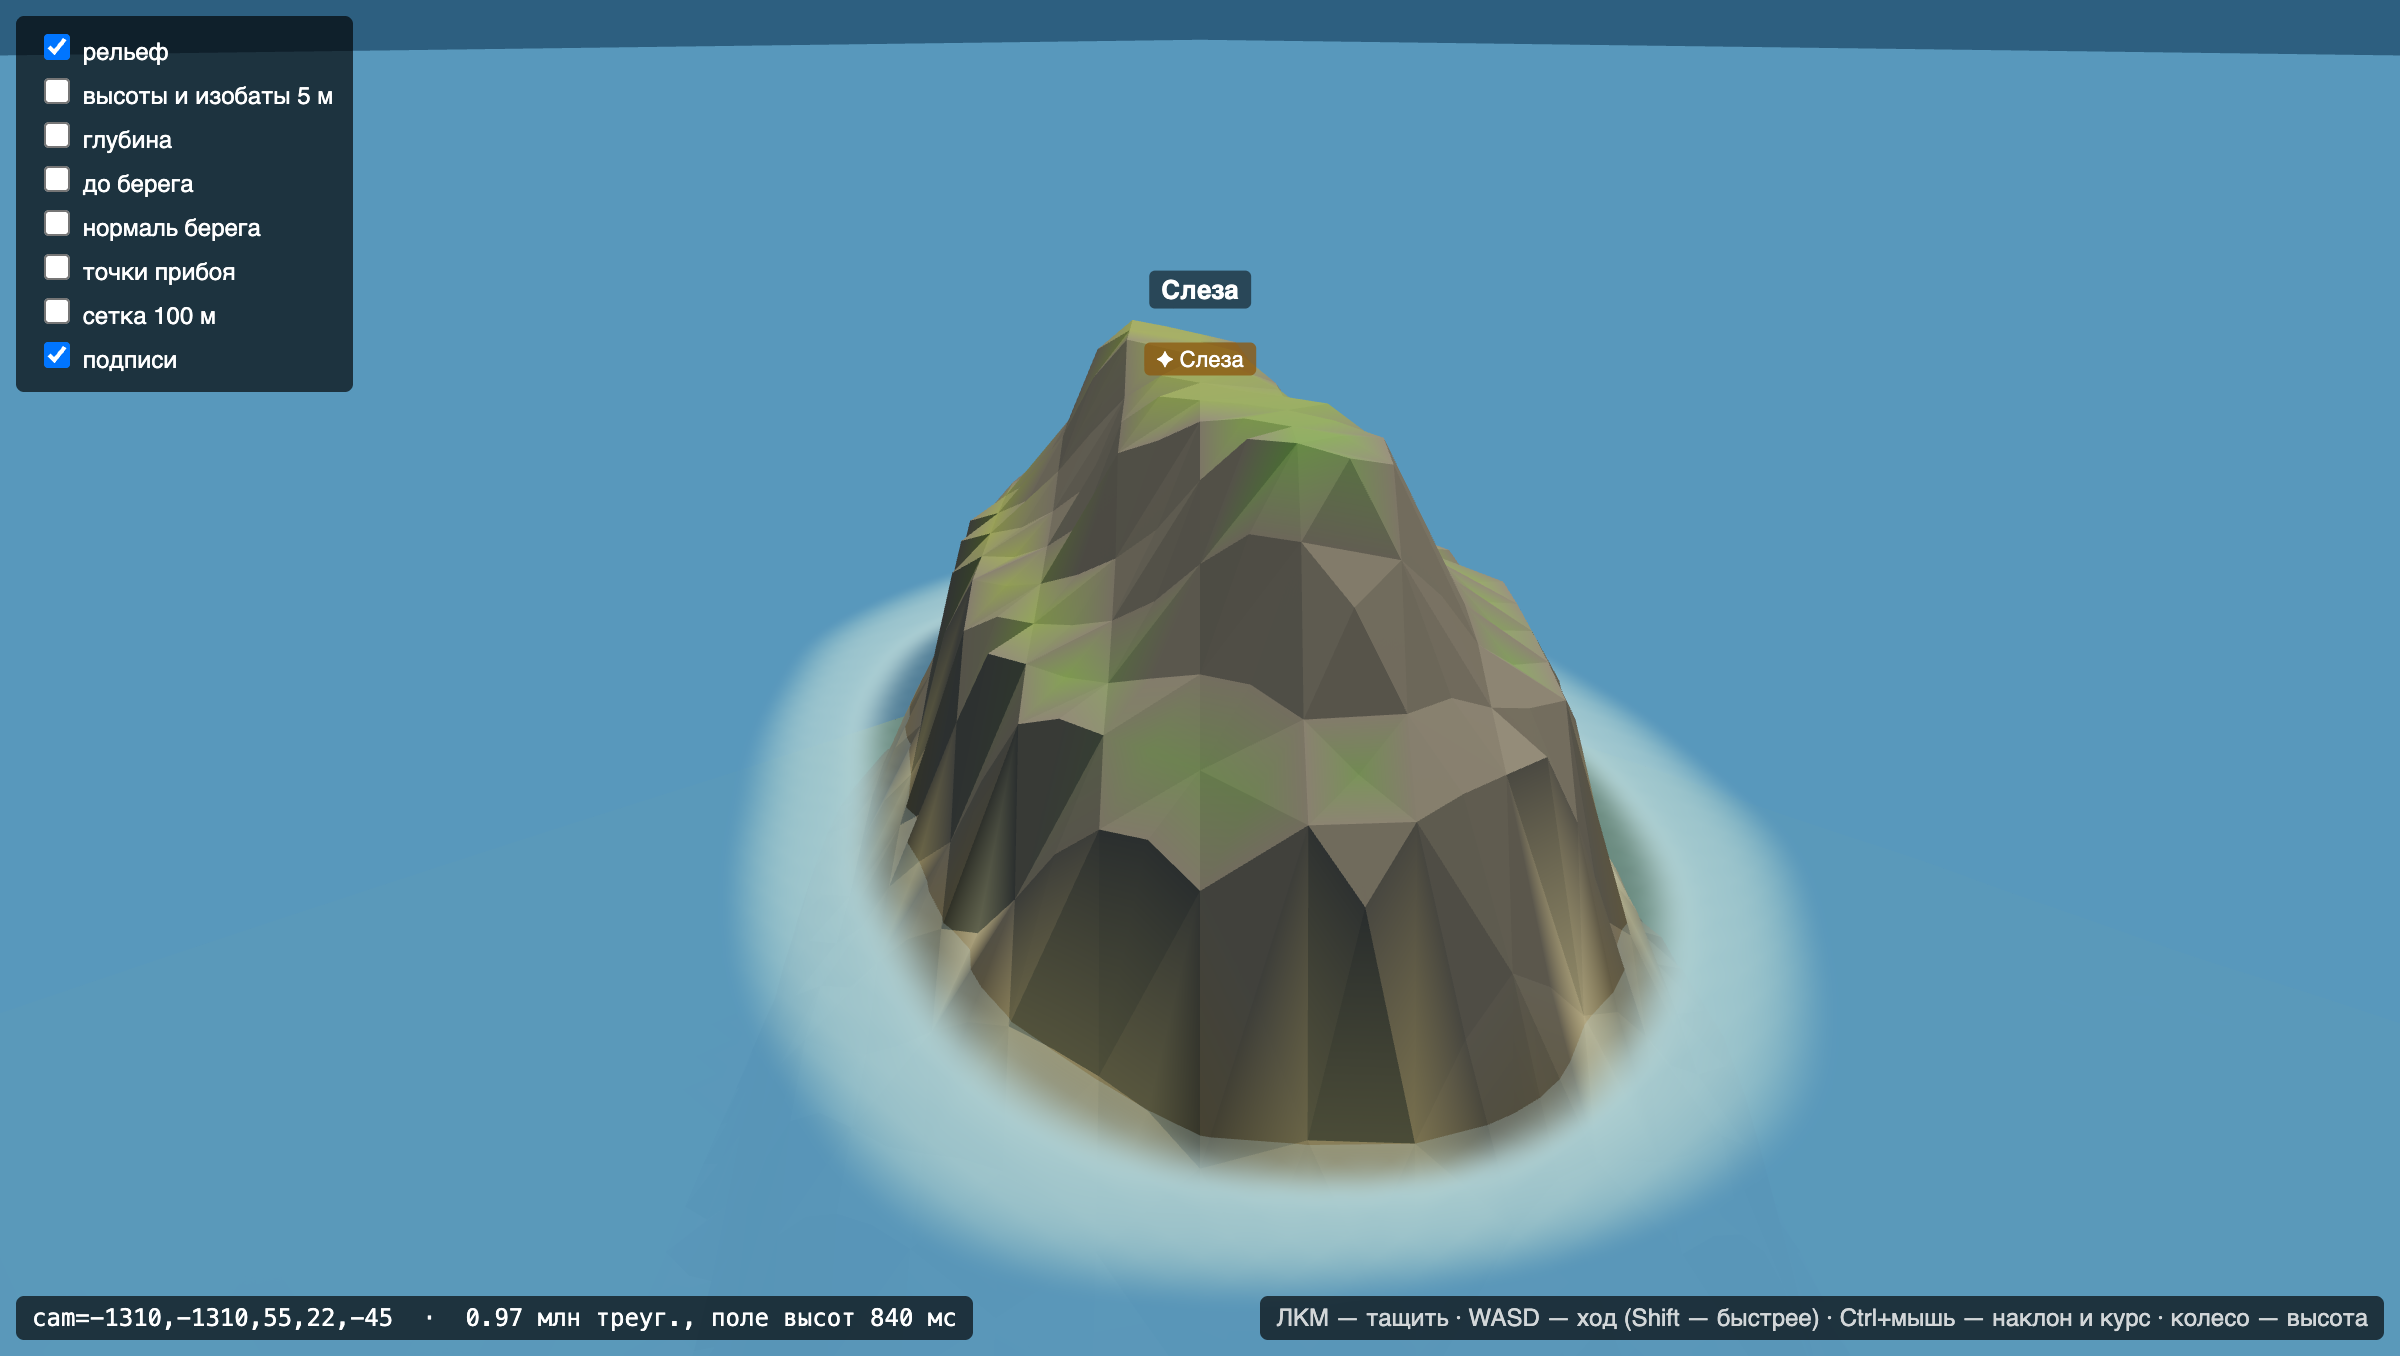 рельеф
высоты и изобаты 5 м
глубина
до берега
нормаль берега
точки прибоя
сетка 100 м
подписи
Слеза
✦ Слеза
cam=−1310,−1310,55,22,−45 · 0.97 млн треуг., поле высот 840 мс
ЛКМ — тащить · WASD — ход (Shift — быстрее) · Ctrl+мышь — наклон и курс · колесо — высота